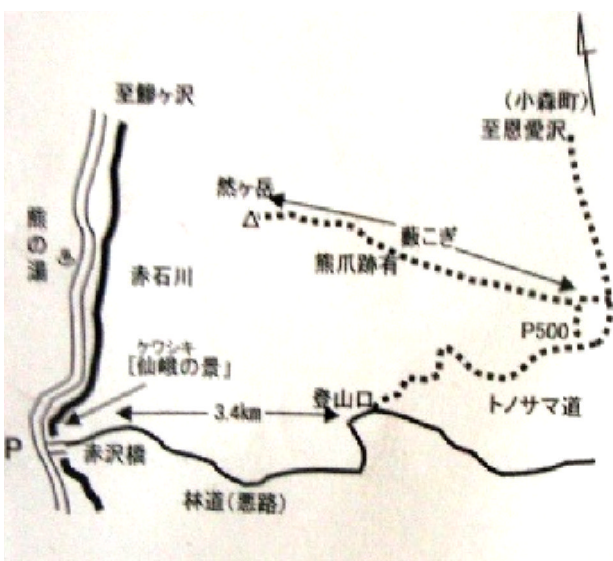 至鰺ヶ沢
(小森町)
至恩愛沢
然ヶ岳
藪こぎ
熊の湯
熊爪跡有
赤石川
P500
ケワシキ
[仙峨の景」
登山口
トノサマ道
3.4km
P
赤沢橋
林道(悪路)